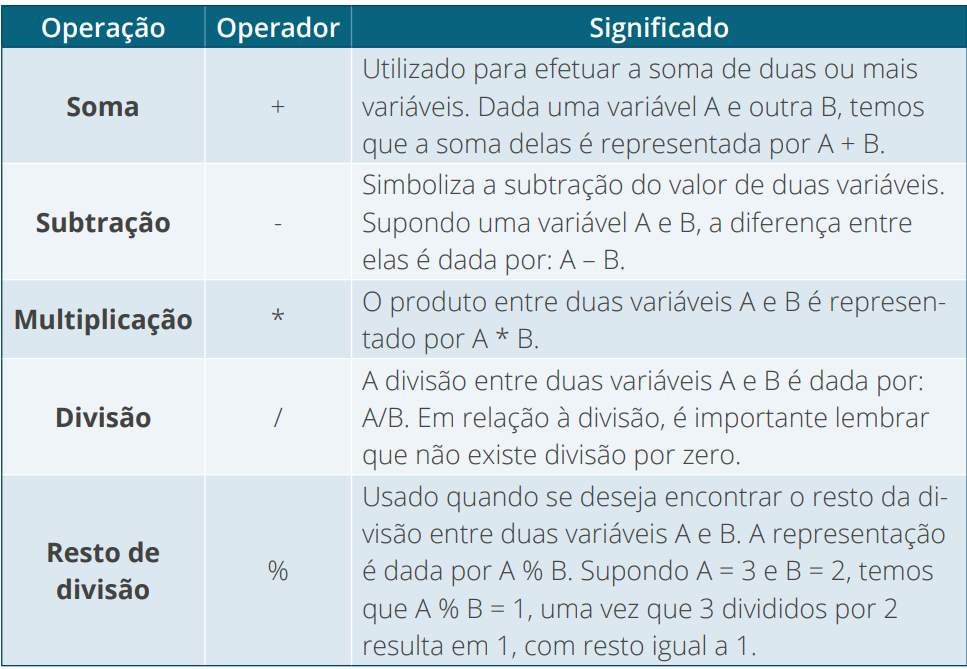 Operação Operador Significado
Soma + Utilizado para efetuar a soma de duas ou mais
variáveis. Dada uma variável A e outra B, temos
que a soma delas é representada por A + B.
Subtração - Simboliza a subtração do valor de duas variáveis.
Supondo uma variável A e B, a diferença entre
elas é dada por: A – B.
Multiplicação * O produto entre duas variáveis A e B é represen-
tado por A * B.
Divisão / A divisão entre duas variáveis A e B é dada por:
A/B. Em relação à divisão, é importante lembrar
que não existe divisão por zero.
Resto de
divisão
%
Usado quando se deseja encontrar o resto da di-
visão entre duas variáveis A e B. A representação
é dada por A % B. Supondo A = 3 e B = 2, temos
que A % B = 1, uma vez que 3 divididos por 2
resulta em 1, com resto igual a 1.